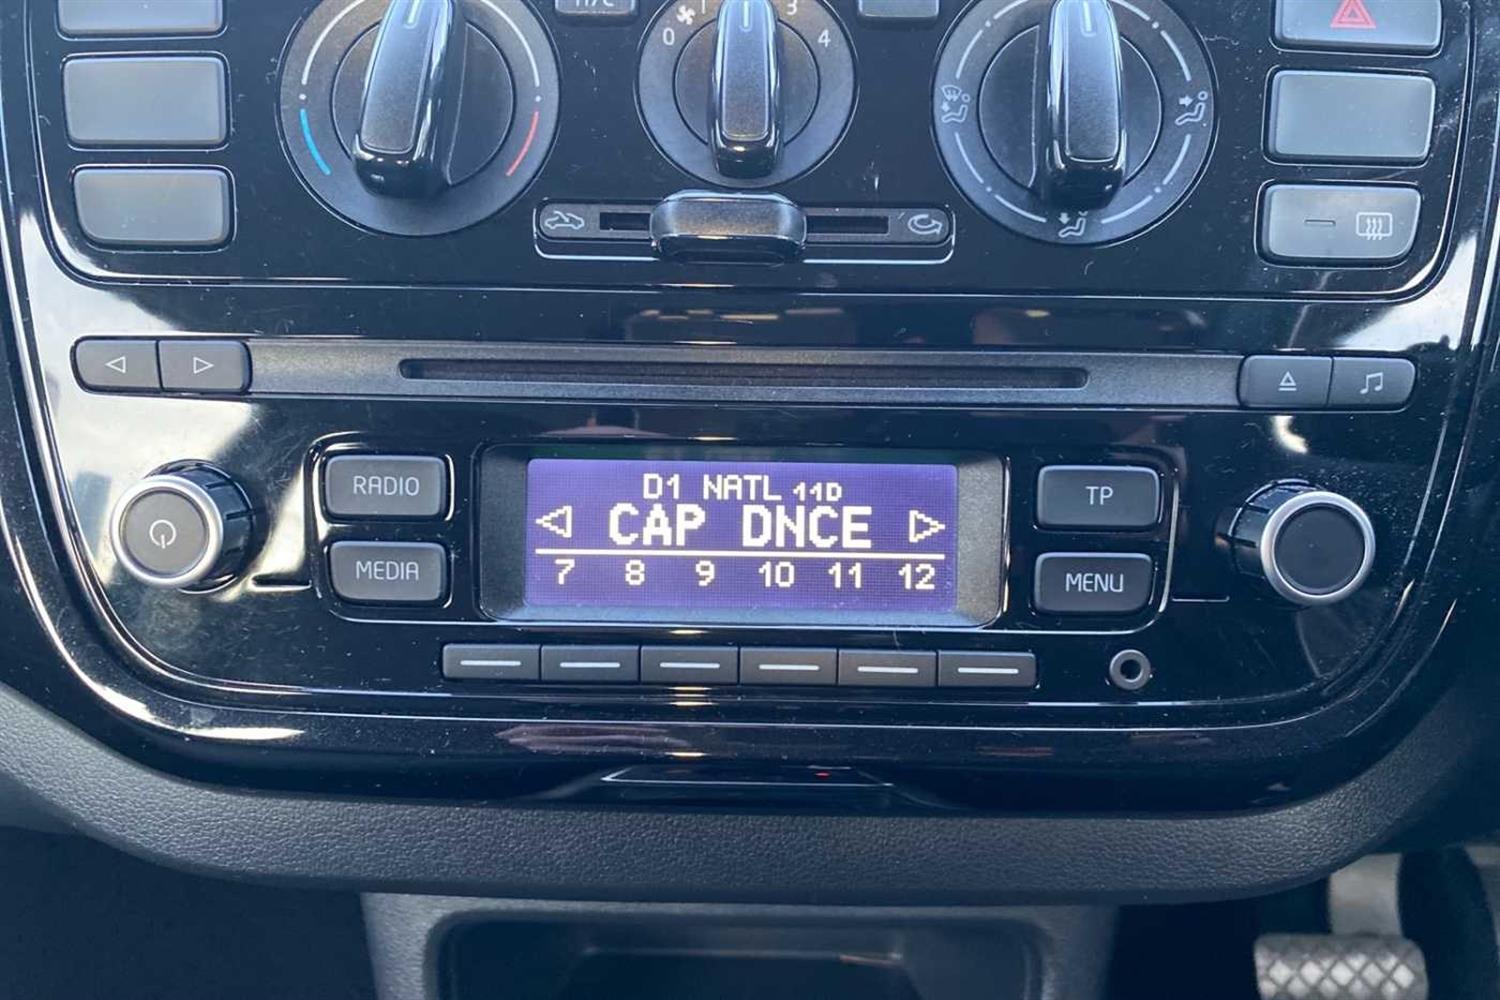 A/C
0 1 3 4
RADIO
MEDIA
D1 NATL 11D
CAP DNCE
7 8 9 10 11 12
TP
MENU